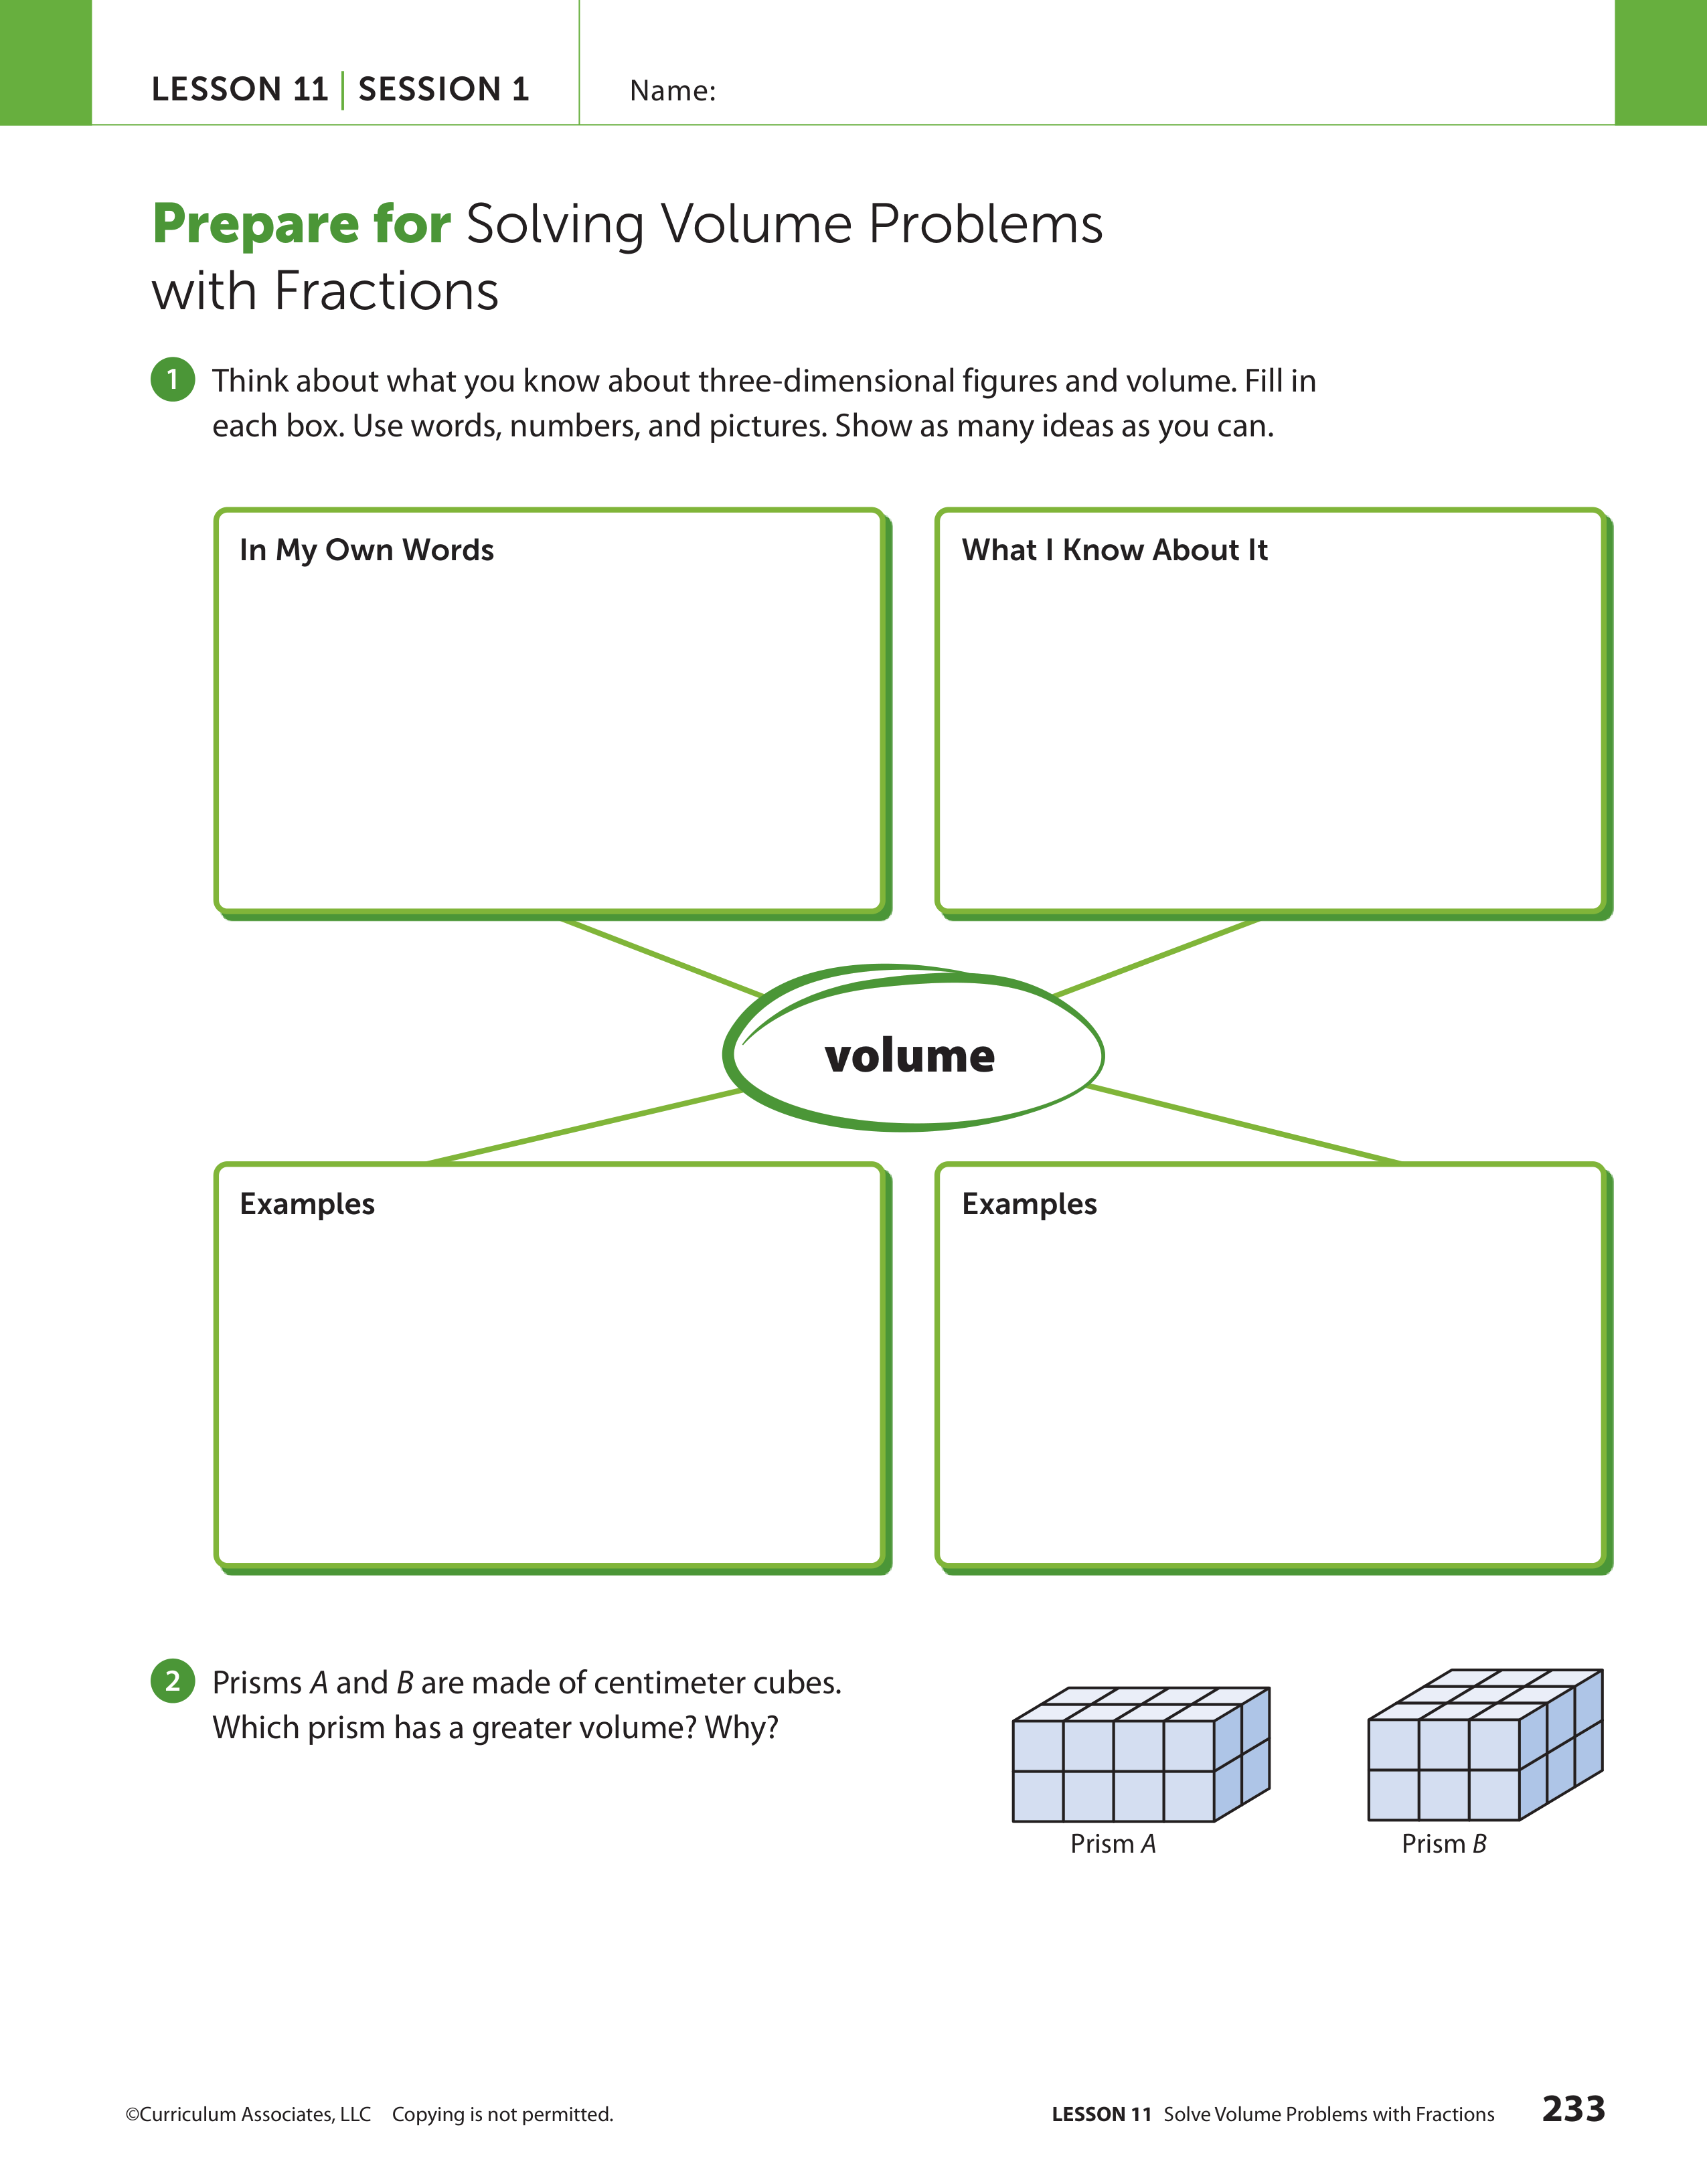 LESSON 11 | SESSION 1
Name:
Prepare for Solving Volume Problems
with Fractions
1 Think about what you know about three-dimensional figures and volume. Fill in
each box. Use words, numbers, and pictures. Show as many ideas as you can.
In My Own Words
What I Know About It
volume
Examples
Examples
2 Prisms A and B are made of centimeter cubes.
Which prism has a greater volume? Why?
Prism A
Prism B
©Curriculum Associates, LLC Copying is not permitted.
LESSON 11 Solve Volume Problems with Fractions 233